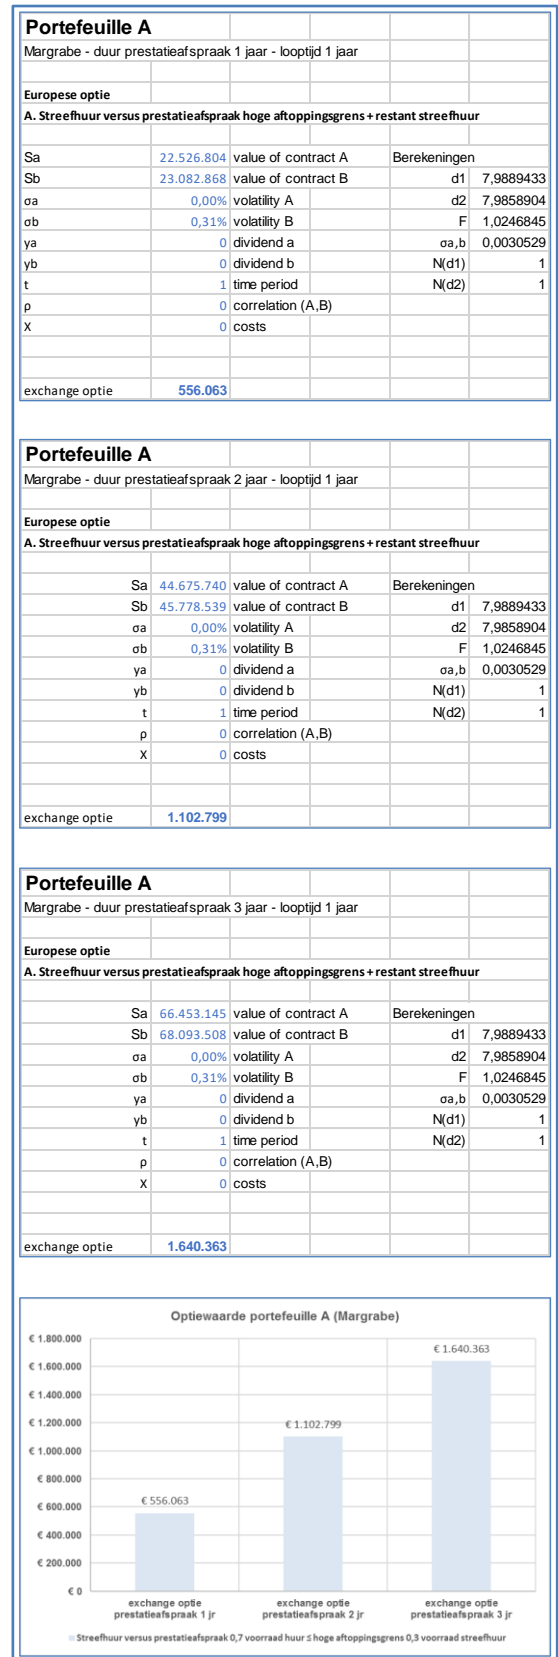 Portefeuille A
Margrabe - duur prestatieafspraak 1 jaar - looptijd 1 jaar
Europese optie
A. Streefhuur versus prestatieafspraak hoge aftoppingsgrens + restant streefhuur
Sa 22.526.804 value of contract A Berekeningen
Sb 23.082.868 value of contract B d1 7,9889433
σa 0,00% volatility A d2 7,9858904
σb 0,31% volatility B F 1,0246845
ya 0 dividend a σa,b 0,0030529
yb 0 dividend b N(d1) 1
t 1 time period N(d2) 1
ρ 0 correlation (A,B)
X 0 costs
exchange optie 556.063
Portefeuille A
Margrabe - duur prestatieafspraak 2 jaar - looptijd 1 jaar
Europese optie
A. Streefhuur versus prestatieafspraak hoge aftoppingsgrens + restant streefhuur
Sa 44.675.740 value of contract A Berekeningen
Sb 45.778.539 value of contract B d1 7,9889433
σa 0,00% volatility A d2 7,9858904
σb 0,31% volatility B F 1,0246845
ya 0 dividend a σa,b 0,0030529
yb 0 dividend b N(d1) 1
t 1 time period N(d2) 1
ρ 0 correlation (A,B)
X 0 costs
exchange optie 1.102.799
Portefeuille A
Margrabe - duur prestatieafspraak 3 jaar - looptijd 1 jaar
Europese optie
A. Streefhuur versus prestatieafspraak hoge aftoppingsgrens + restant streefhuur
Sa 66.453.145 value of contract A Berekeningen
Sb 68.093.508 value of contract B d1 7,9889433
σa 0,00% volatility A d2 7,9858904
σb 0,31% volatility B F 1,0246845
ya 0 dividend a σa,b 0,0030529
yb 0 dividend b N(d1) 1
t 1 time period N(d2) 1
ρ 0 correlation (A,B)
X 0 costs
exchange optie 1.640.363
Optiewaarde portefeuille A (Margrabe)
€ 1.800.000
€ 1.600.000
€ 1.400.000
€ 1.200.000
€ 1.000.000
€ 800.000
€ 600.000
€ 400.000
€ 200.000
€ 0
€ 556.063
€ 1.102.799
€ 1.640.363
exchange optie prestatieafspraak 1 jr
exchange optie prestatieafspraak 2 jr
exchange optie prestatieafspraak 3 jr
Streefhuur versus prestatieafspraak 0,7 voorraad huur ≤ hoge aftoppingsgrens 0,3 voorraad streefhuur